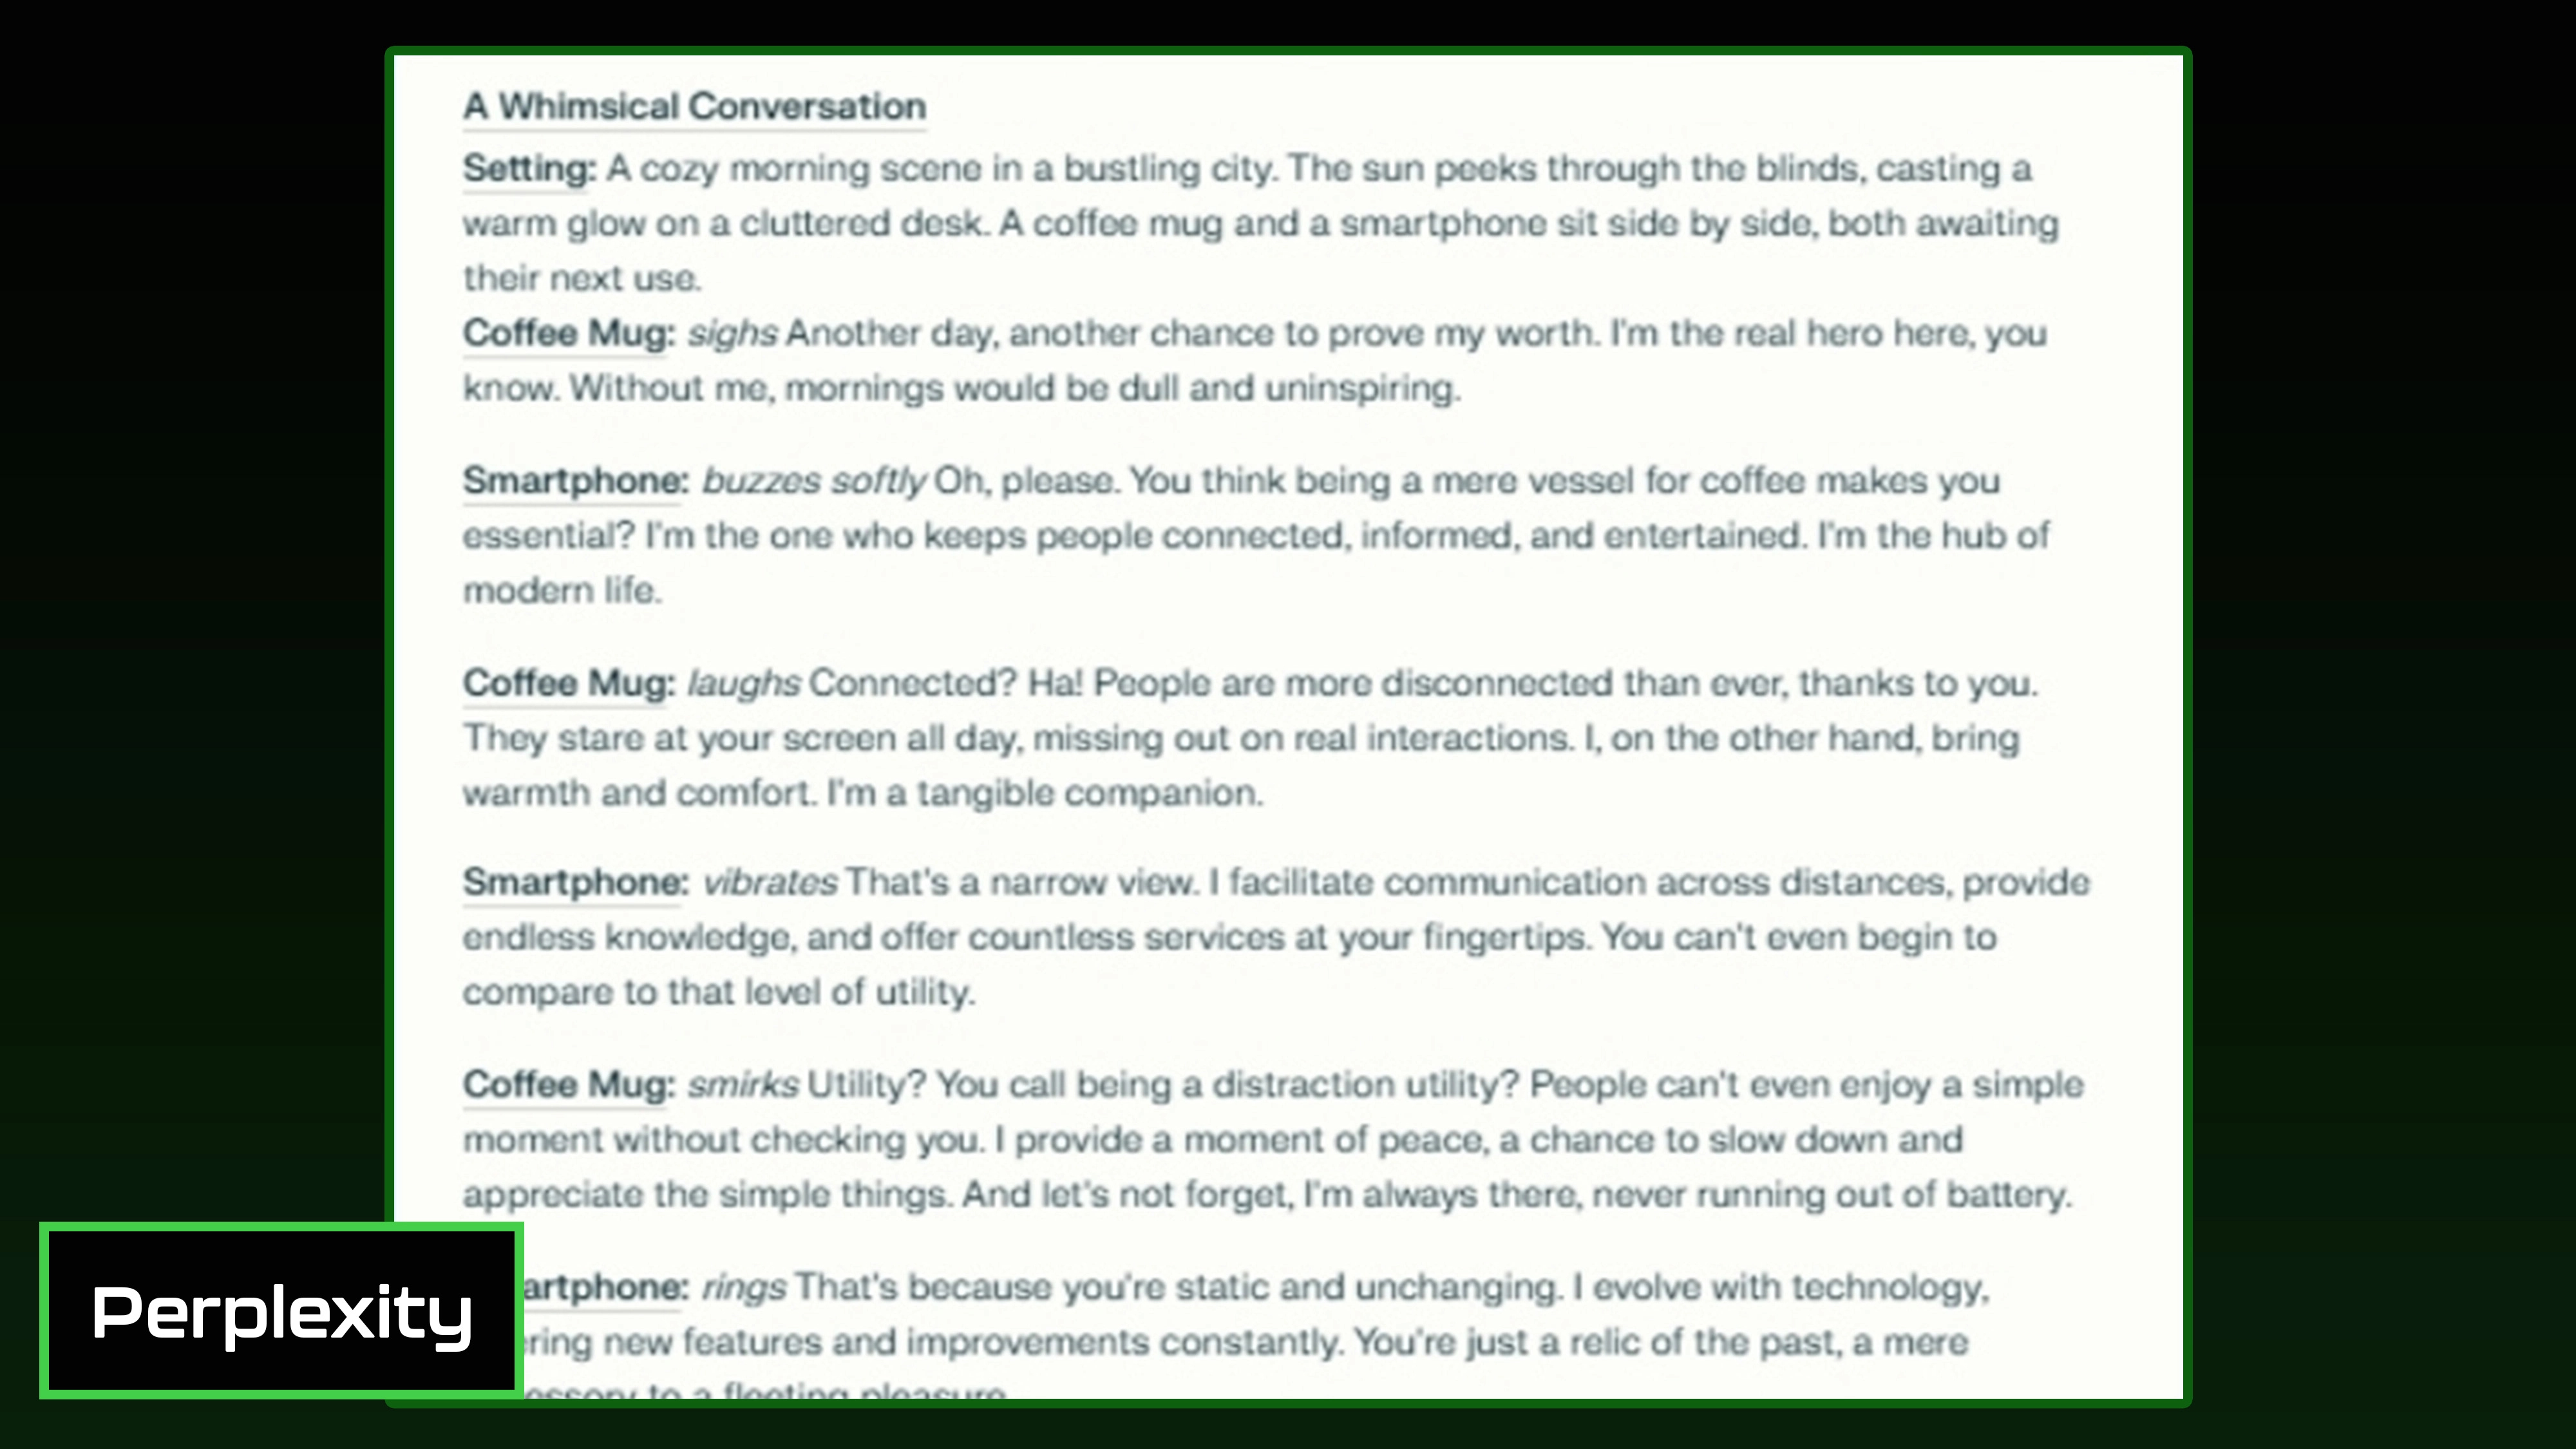 A Whimsical Conversation
Setting: A cozy morning scene in a bustling city. The sun peeks through the blinds, casting a
warm glow on a cluttered desk. A coffee mug and a smartphone sit side by side, both awaiting
their next use.
Coffee Mug: sighs Another day, another chance to prove my worth. I'm the real hero here, you
know. Without me, mornings would be dull and uninspiring.
Smartphone: buzzes softly Oh, please. You think being a mere vessel for coffee makes you
essential? I'm the one who keeps people connected, informed, and entertained. I'm the hub of
modern life.
Coffee Mug: laughs Connected? Ha! People are more disconnected than ever, thanks to you.
They stare at your screen all day, missing out on real interactions. I, on the other hand, bring
warmth and comfort. I'm a tangible companion.
Smartphone: vibrates That's a narrow view. I facilitate communication across distances, provide
endless knowledge, and offer countless services at your fingertips. You can't even begin to
compare to that level of utility.
Coffee Mug: smirks Utility? You call being a distraction utility? People can't even enjoy a simple
moment without checking you. I provide a moment of peace, a chance to slow down and
appreciate the simple things. And let's not forget, I'm always there, never running out of battery.
artphone: rings That's because you're static and unchanging. I evolve with technology,
ring new features and improvements constantly. You're just a relic of the past, a mere
essory to a fleeting pleasure.
Perplexity